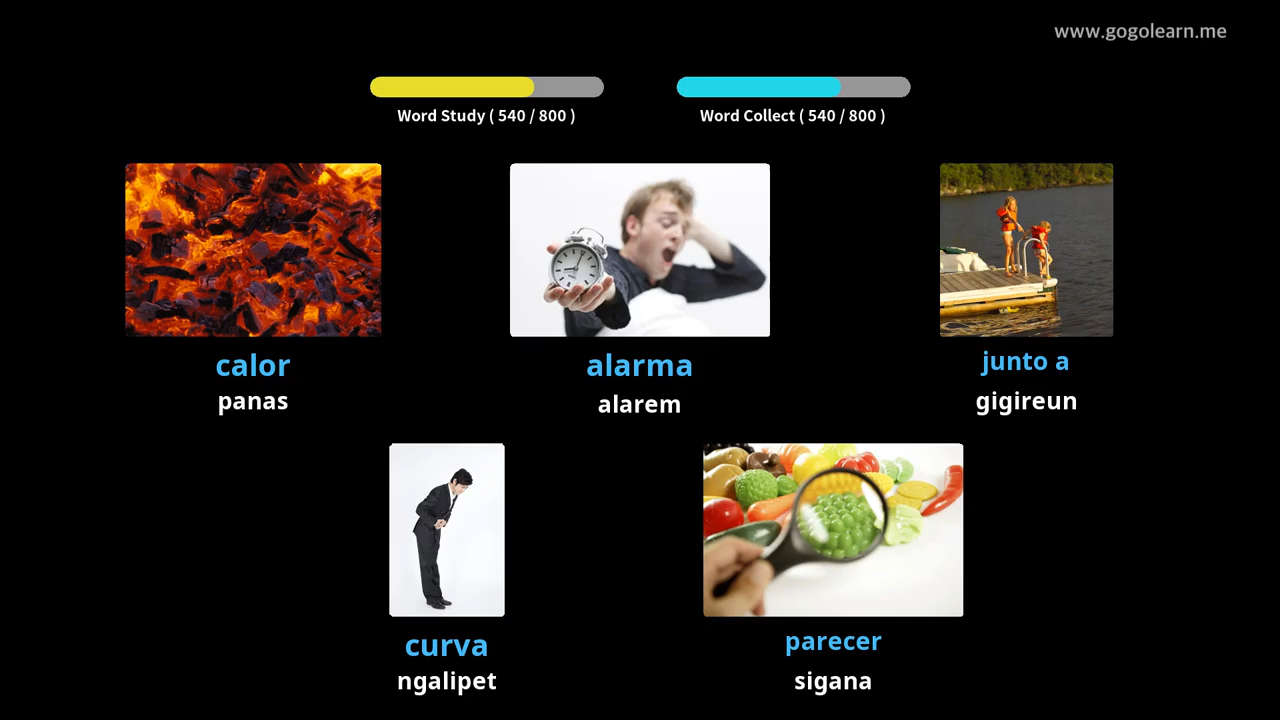 www.gogolearn.me
Word Study ( 540 / 800 )
Word Collect ( 540 / 800 )
calor
panas
alarma
alarem
junto a
gigireun
curva
ngalipet
parecer
sigana